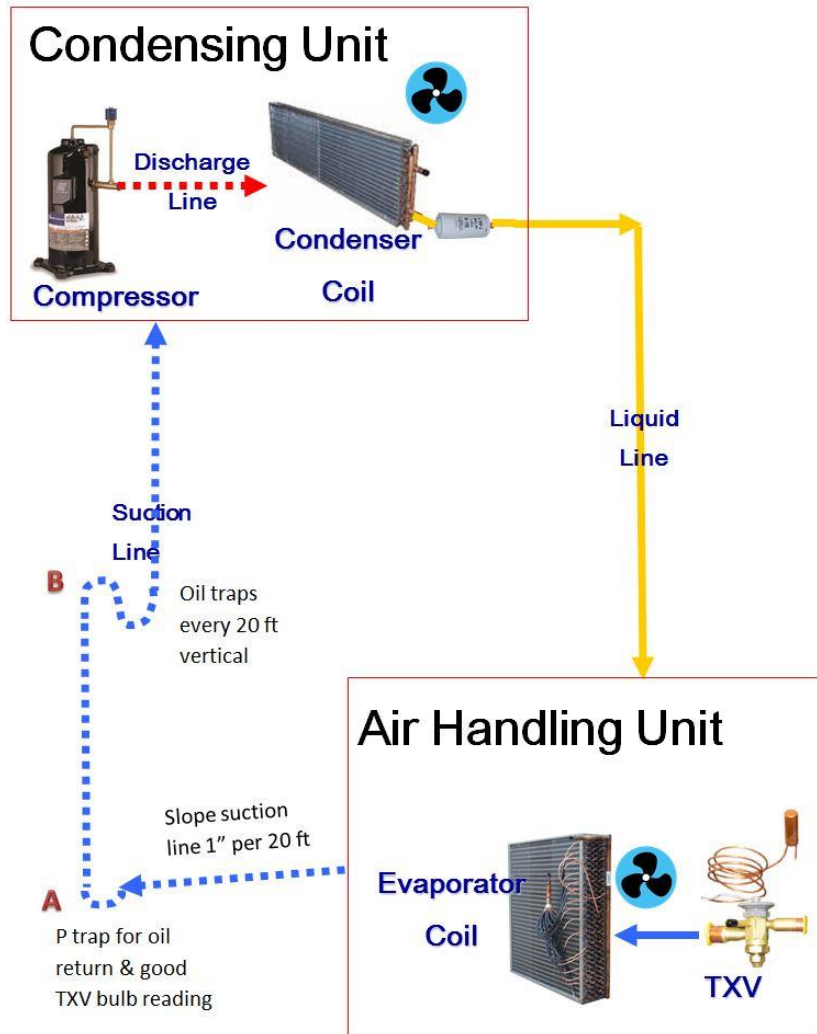 Condensing Unit
Discharge
Line
Condenser
Coil
Compressor
Liquid
Line
Suction
Line
B
Oil traps
every 20 ft
vertical
Air Handling Unit
Slope suction
line 1” per 20 ft
Evaporator
Coil
A
P trap for oil
return & good
TXV bulb reading
TXV